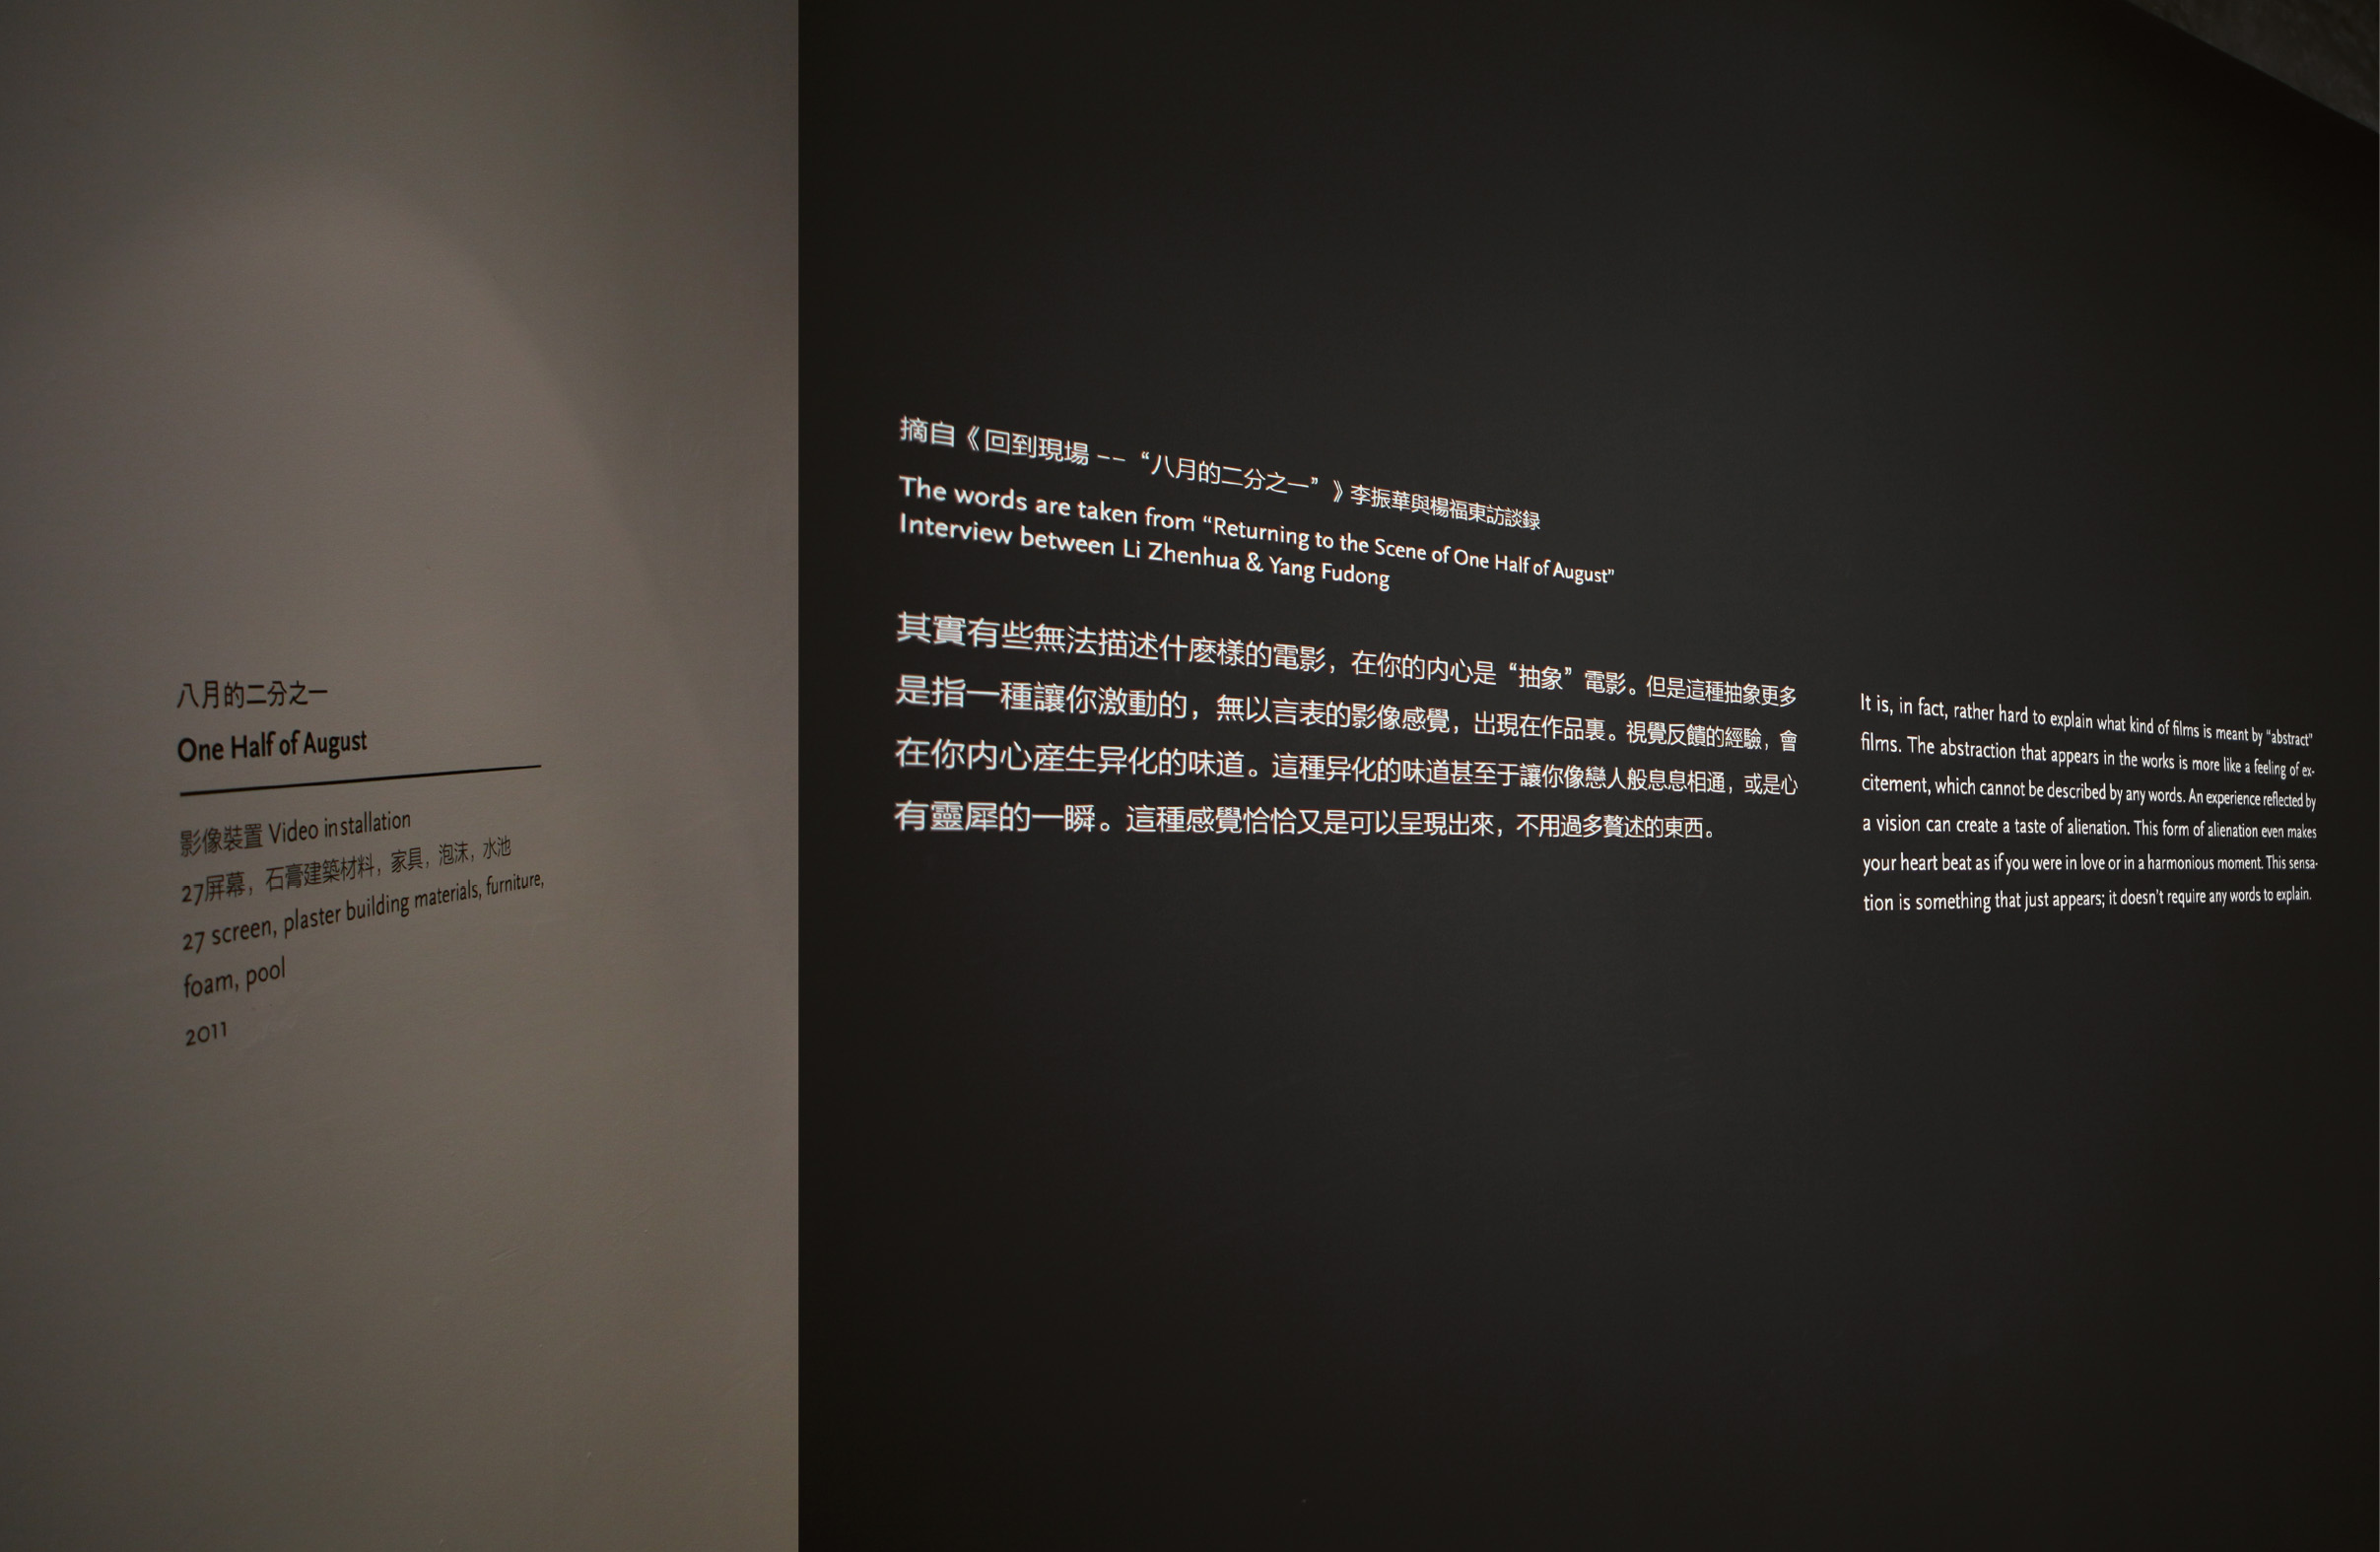 八月的二分之一
One Half of August
影像裝置 Video installation
27屏幕，石膏建築材料，家具，泡沫，水池
27 screen, plaster building materials, furniture,
foam, pool
2011
摘自《回到現場 -- “八月的二分之一” 》李振華與楊福東訪談録
The words are taken from “Returning to the Scene of One Half of August”
Interview between Li Zhenhua & Yang Fudong
其實有些無法描述什麽樣的電影，在你的内心是“抽象”電影。但是這種抽象更多
是指一種讓你激動的，無以言表的影像感覺，出現在作品裏。視覺反饋的經驗，會
在你内心産生异化的味道。這種异化的味道甚至于讓你像戀人般息息相通，或是心
有靈犀的一瞬。這種感覺恰恰又是可以呈現出來，不用過多贅述的東西。
It is, in fact, rather hard to explain what kind of films is meant by “abstract”
films. The abstraction that appears in the works is more like a feeling of ex-
citement, which cannot be described by any words. An experience reflected by
a vision can create a taste of alienation. This form of alienation even makes
your heart beat as if you were in love or in a harmonious moment. This sensa-
tion is something that just appears; it doesn't require any words to explain.